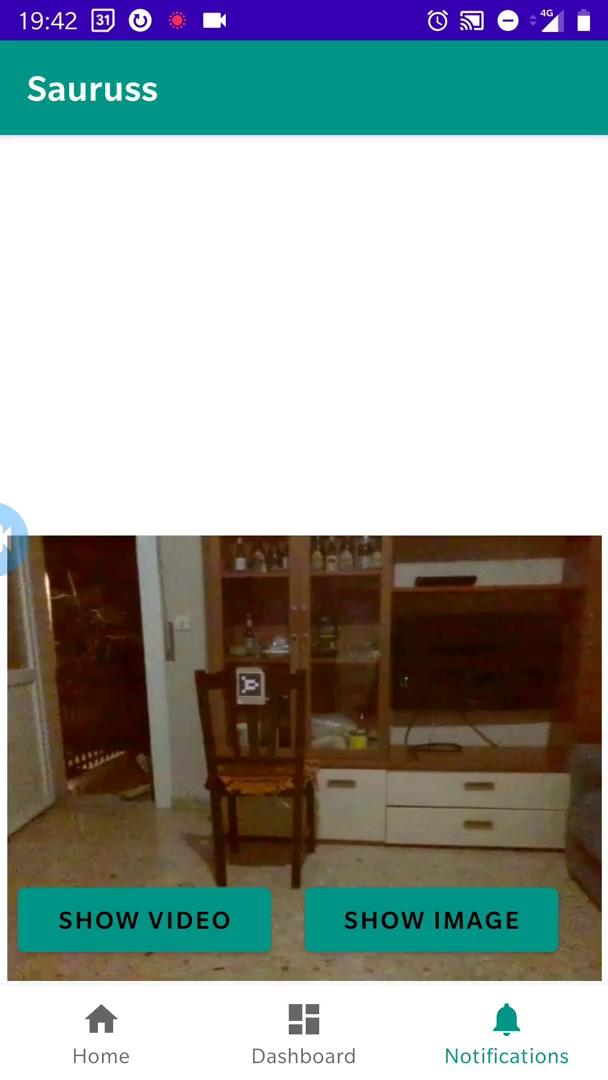 19:42
31
4G
Sauruss
SHOW VIDEO
SHOW IMAGE
Home
Dashboard
Notifications